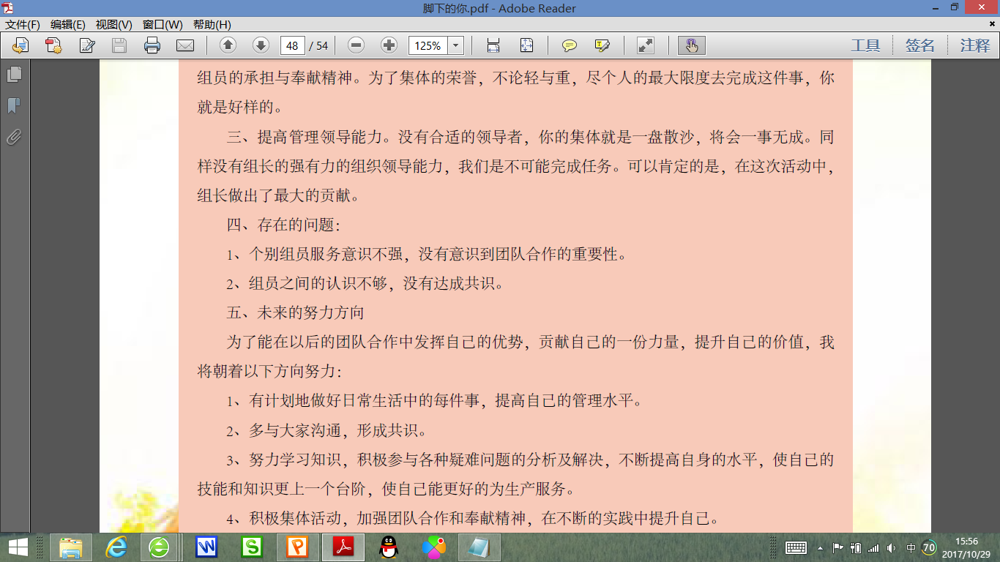 脚下的你.pdf - Adobe Reader
文件(F) 编辑(E) 视图(V) 窗口(W) 帮助(H)
48 / 54 125% 工具 签名 注释
组员的承担与奉献精神。为了集体的荣誉，不论轻与重，尽个人的最大限度去完成这件事，你
就是好样的。
三、提高管理领导能力。没有合适的领导者，你的集体就是一盘散沙，将会一事无成。同
样没有组长的强有力的组织领导能力，我们是不可能完成任务。可以肯定的是，在这次活动中，
组长做出了最大的贡献。
四、存在的问题：
1、个别组员服务意识不强，没有意识到团队合作的重要性。
2、组员之间的认识不够，没有达成共识。
五、未来的努力方向
为了能在以后的团队合作中发挥自己的优势，贡献自己的一份力量，提升自己的价值，我
将朝着以下方向努力：
1、有计划地做好日常生活中的每件事，提高自己的管理水平。
2、多与大家沟通，形成共识。
3、努力学习知识，积极参与各种疑难问题的分析及解决，不断提高自身的水平，使自己的
技能和知识更上一个台阶，使自己能更好的为生产服务。
4、积极集体活动，加强团队合作和奉献精神，在不断的实践中提升自己。
中 70 15:56
2017/10/29